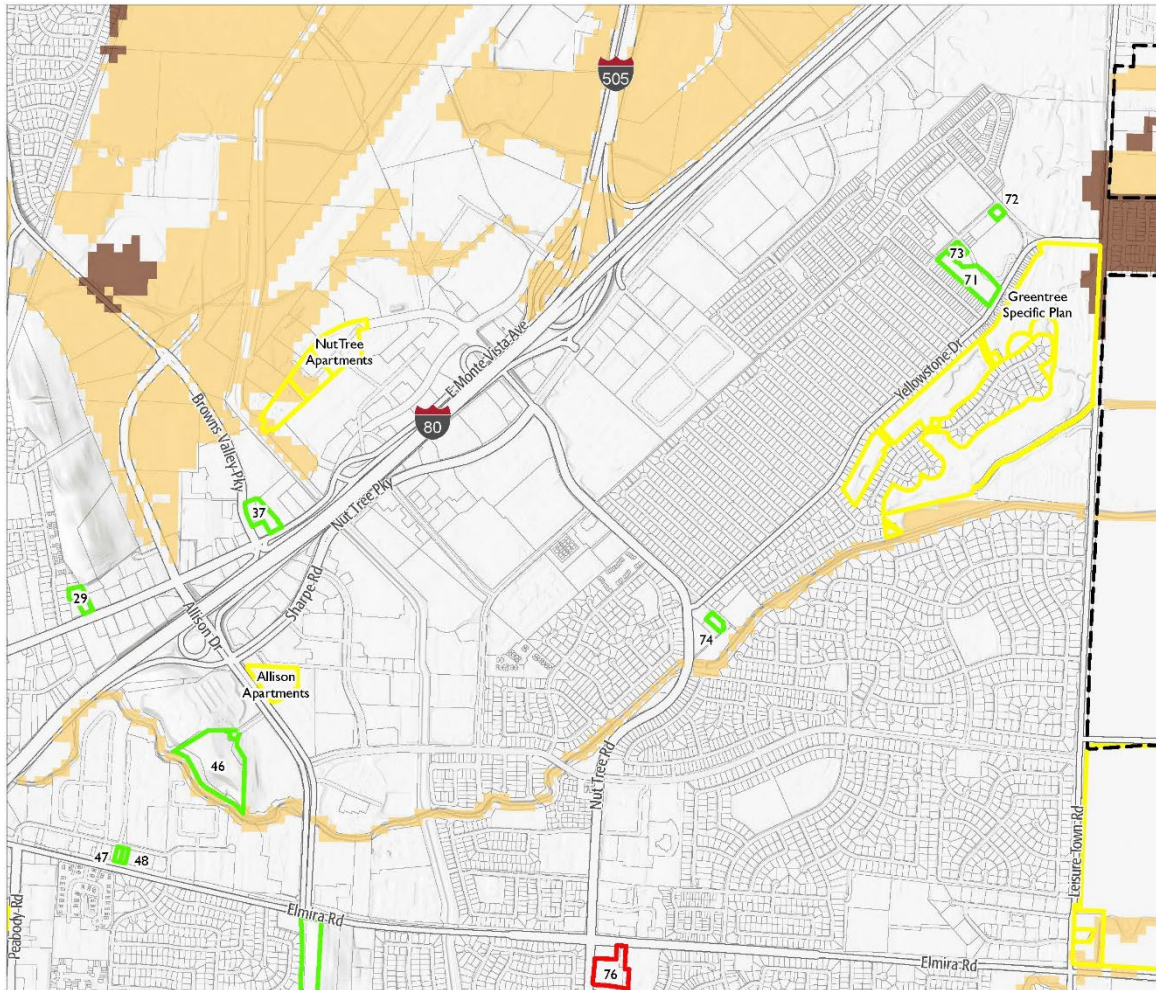 505
72
73
71
Greentree
Specific Plan
Nut Tree
Apartments
E Monte Vista Ave
Yellowstone Dr
80
Browns Valley Pky
37
Nut Tree Pky
29
Sharpe Rd
Allison Dr
74
Allison
Apartments
46
Nut Tree Rd
Leisure Town Rd
47
48
Peabody Rd
Elmira Rd
76
Elmira Rd